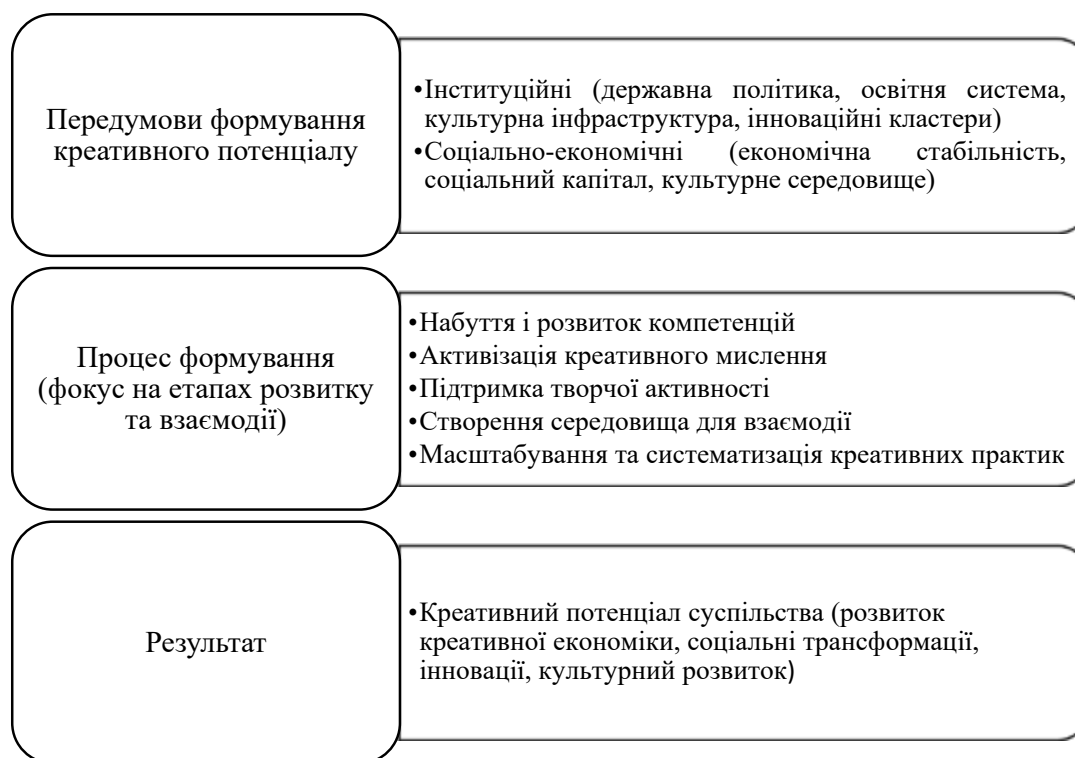 Передумови формування
креативного потенціалу
•Інституційні (державна політика, освітня система,
культурна інфраструктура, інноваційні кластери)
•Соціально-економічні (економічна стабільність,
соціальний капітал, культурне середовище)
Процес формування
(фокус на етапах розвитку
та взаємодії)
•Набуття і розвиток компетенцій
•Активізація креативного мислення
•Підтримка творчої активності
•Створення середовища для взаємодії
•Масштабування та систематизація креативних практик
Результат
•Креативний потенціал суспільства (розвиток
креативної економіки, соціальні трансформації,
інновації, культурний розвиток)